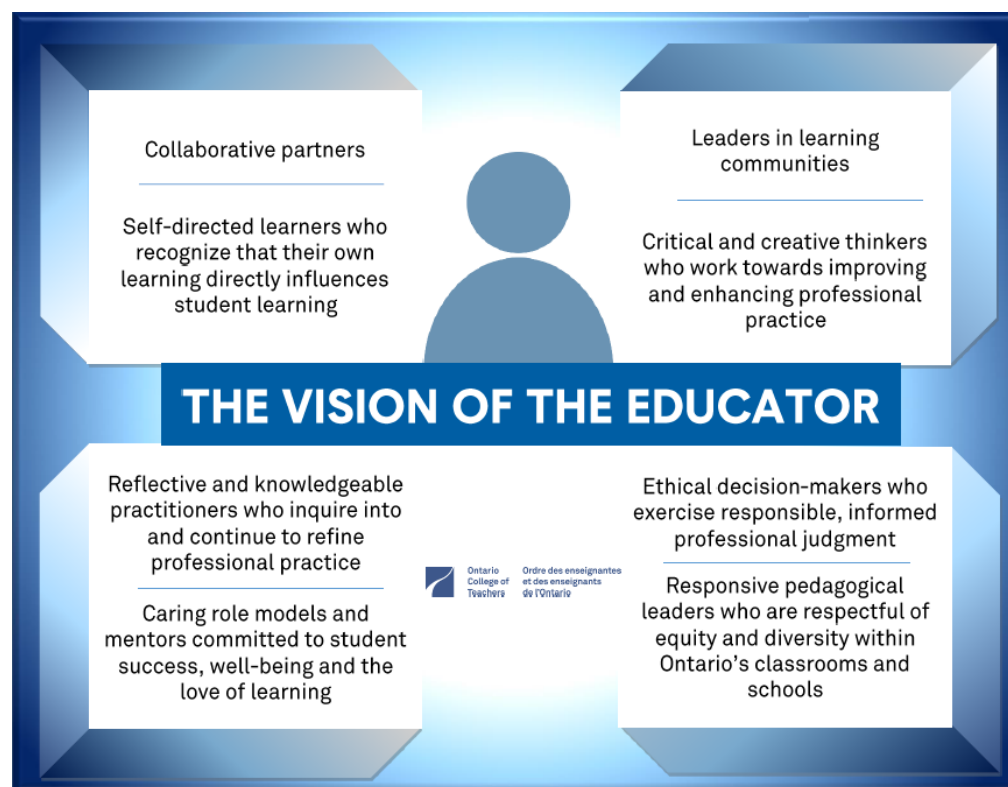 Collaborative partners
Self-directed learners who
recognize that their own
learning directly influences
student learning
Leaders in learning
communities
Critical and creative thinkers
who work towards improving
and enhancing professional
practice
THE VISION OF THE EDUCATOR
Reflective and knowledgeable
practitioners who inquire into
and continue to refine
professional practice
Caring role models and
mentors committed to student
success, well-being and the
love of learning
Ontario
College of
Teachers
Ordre des enseignantes
et des enseignants
de l'Ontario
Ethical decision-makers who
exercise responsible, informed
professional judgment
Responsive pedagogical
leaders who are respectful of
equity and diversity within
Ontario's classrooms and
schools